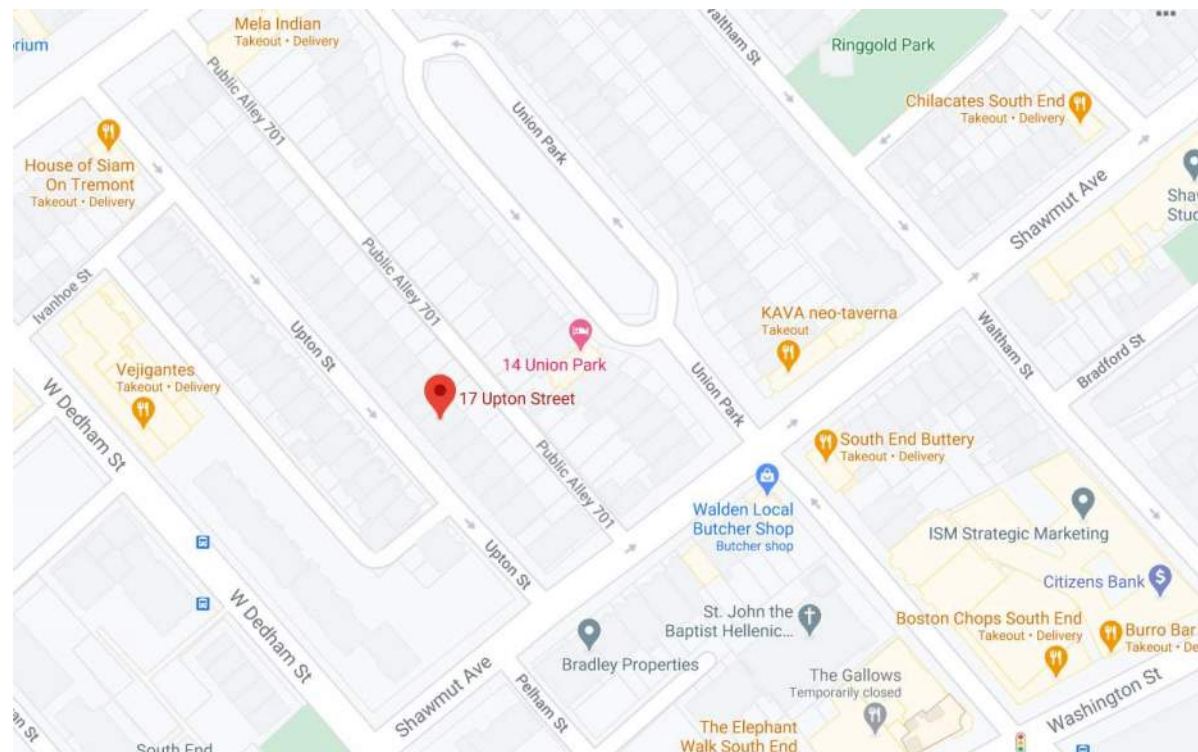 Mela Indian
Takeout • Delivery
Ringgold Park
Waltham St
Public Alley 701
Union Park
Chilacates South End
Takeout • Delivery
House of Siam
On Tremont
Takeout • Delivery
Shawmut Ave
Public Alley 701
Ivanhoe St
KAVA neo-taverna
Takeout
Upton St
14 Union Park
Waltham St
Bradford St
Vejigantes
Takeout • Delivery
17 Upton Street
Union Park
W Dedham St
South End Buttery
Takeout • Delivery
Public Alley 701
Walden Local
Butcher Shop
Butcher shop
ISM Strategic Marketing
Upton St
Citizens Bank
$
W Dedham St
St. John the
Baptist Hellenic...
Boston Chops South End
Takeout • Delivery
Burro Bar
Bradley Properties
The Gallows
Temporarily closed
Shawmut Ave
Pelham St
Washington St
The Elephant
Walk South End
South End